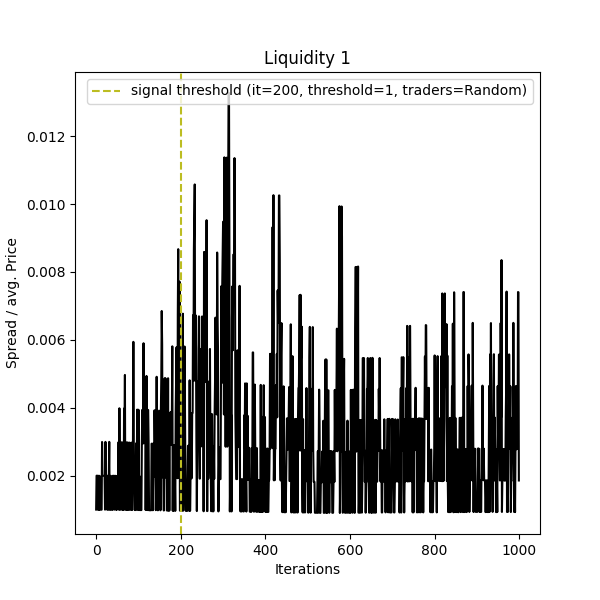 Liquidity 1
signal threshold (it=200, threshold=1, traders=Random)
0.012
0.010
0.008
0.006
0.004
0.002
Spread / avg. Price
0 200 400 600 800 1000
Iterations